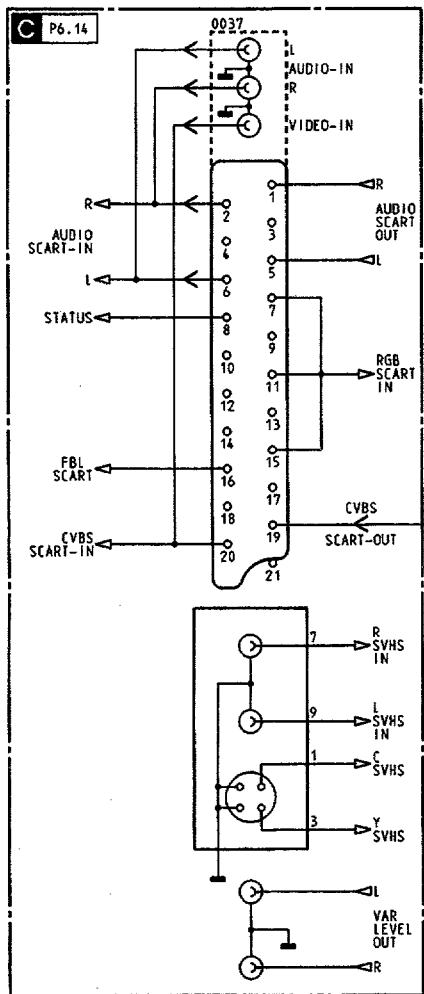 C P6.14
0037
L
AUDIO-IN
R
VIDEO-IN
R
AUDIO
SCART-IN
L
STATUS
FBL
SCART
CVBS
SCART-IN
2
4
6
8
10
12
14
16
18
20
1
3
5
7
9
11
13
15
17
19
21
R
AUDIO
SCART
OUT
L
RGB
SCART
IN
CVBS
SCART-OUT
7
R
SVHS
IN
9
L
SVHS
IN
1
C
SVHS
3
Y
SVHS
L
VAR
LEVEL
OUT
R